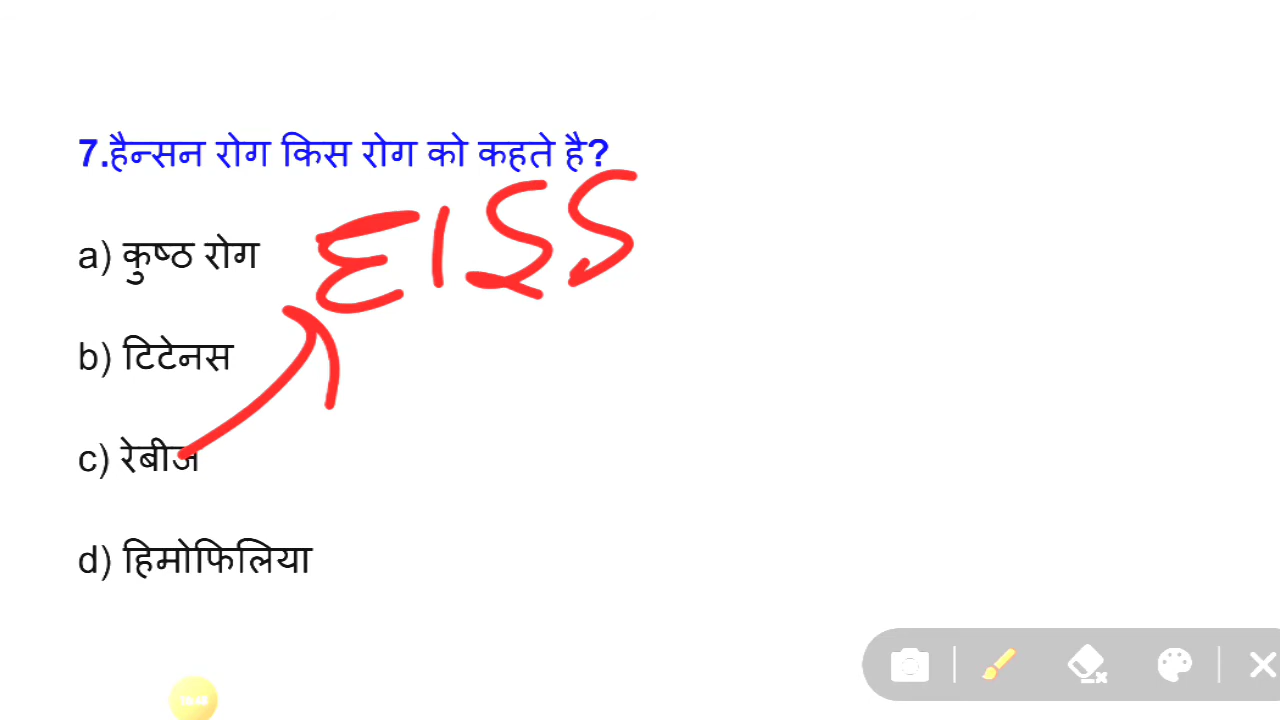 7.हैन्सन रोग किस रोग को कहते है?
a) कुष्ठ रोग
b) टिटेनस
c) रेबीज
d) हिमोफिलिया